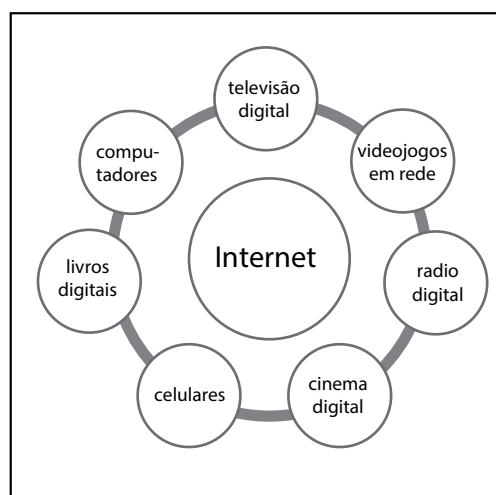 televisão
digital
videojogos
em rede
radio
digital
cinema
digital
celulares
livros
digitais
compu-
tadores
Internet